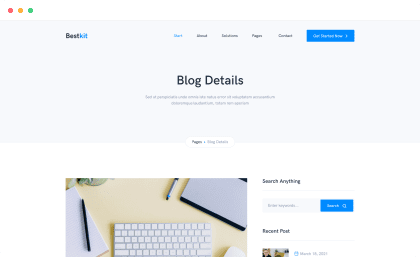 Bestkit
Start About Solutions Pages Contact Get Started Now
Blog Details
Sed ut perspiciatis unde omnis iste natus error sit voluptatem accusantium
doloremque laudantium, totam rem aperiam
Pages Blog Details
Search Anything
Enter keywords.... Search
Recent Post
March 15, 2021